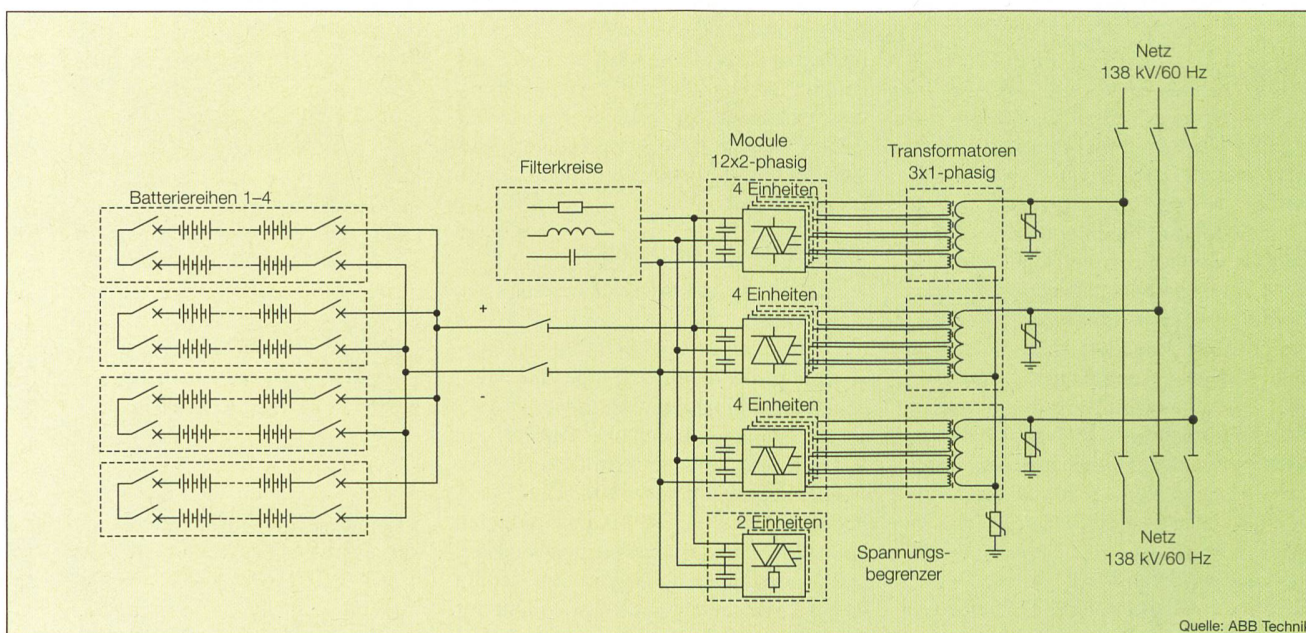 Netz
138 kV/60 Hz
Module
12x2-phasig
Transformatoren
3x1-phasig
Filterkreise
4 Einheiten
Batteriereihen 1–4
4 Einheiten
+
-
4 Einheiten
2 Einheiten
Spannungs-
begrenzer
Netz
138 kV/60 Hz
Quelle: ABB Technik